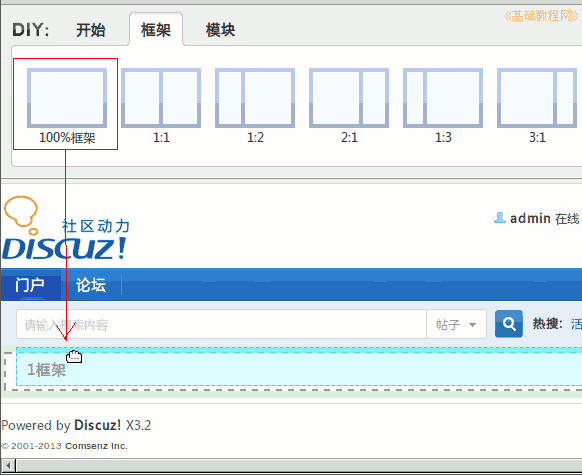 《基础教程网》
DIY: 开始 框架 模块
100%框架 1:1 1:2 2:1 1:3 3:1
社区动力
DISCUZ!
admin 在线
门户 论坛
请输入搜索内容 帖子 热搜: 活
1框架
Powered by Discuz! X3.2
© 2001-2013 Comsenz Inc.